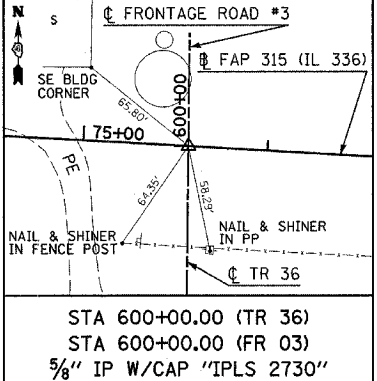 N
S
℄ FRONTAGE ROAD #3
℄ FAP 315 (IL 336)
SE BLDG
CORNER
65.80'
600+00
75+00
PE
64.35'
58.29'
NAIL & SHINER
IN FENCE POST
NAIL & SHINER
IN PP
℄ TR 36
STA 600+00.00 (TR 36)
STA 600+00.00 (FR 03)
5/8" IP W/CAP "IPLS 2730"